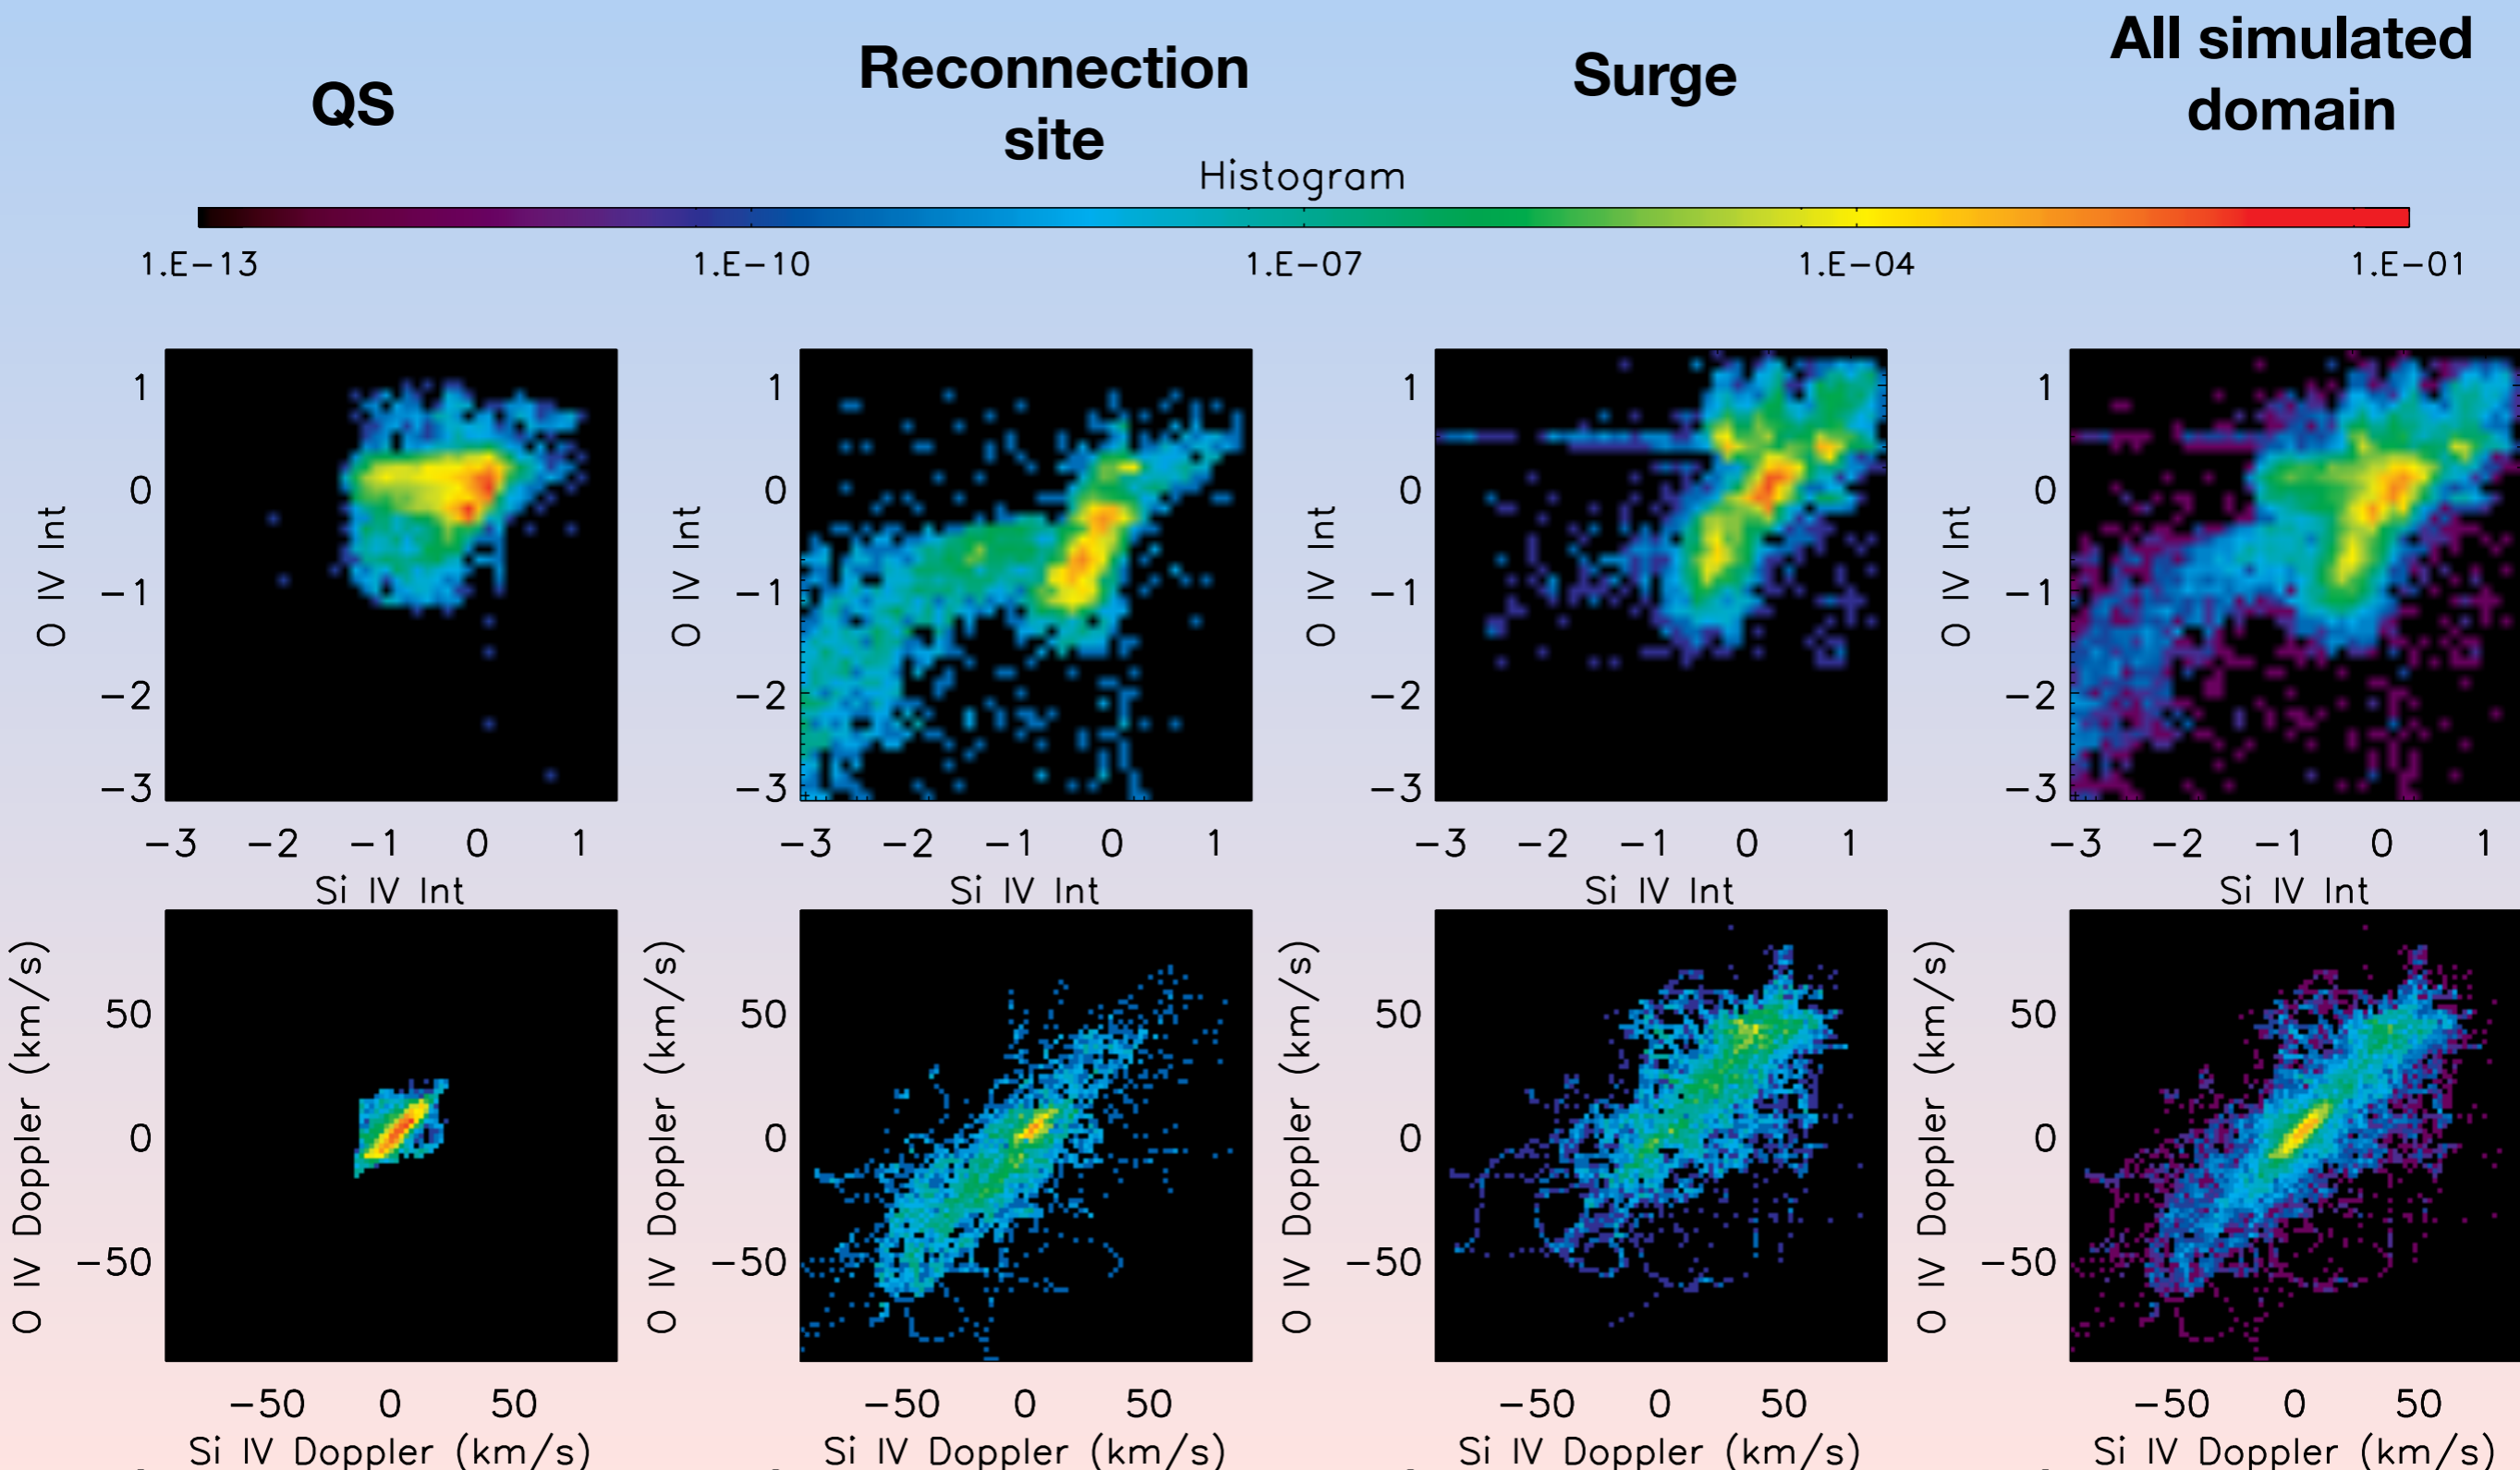 QS
Reconnection
site
Surge
All simulated
domain
Histogram
1.E−13 1.E−10 1.E−07 1.E−04 1.E−01
O IV Int
1
0
−1
−2
−3
−3 −2 −1 0 1
Si IV Int
O IV Int
1
0
−1
−2
−3
−3 −2 −1 0 1
Si IV Int
O IV Int
1
0
−1
−2
−3
−3 −2 −1 0 1
Si IV Int
O IV Int
1
0
−1
−2
−3
−3 −2 −1 0 1
Si IV Int
O IV Doppler (km/s)
50
0
−50
−50 0 50
Si IV Doppler (km/s)
O IV Doppler (km/s)
50
0
−50
−50 0 50
Si IV Doppler (km/s)
O IV Doppler (km/s)
50
0
−50
−50 0 50
Si IV Doppler (km/s)
O IV Doppler (km/s)
50
0
−50
−50 0 50
Si IV Doppler (km/s)